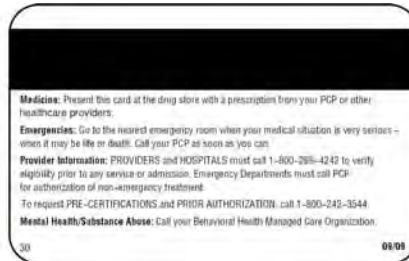 Medicine: Present this card at the drug store with a prescription from your PCP or other
healthcare providers.
Emergencies: Go to the nearest emergency room when your medical situation is very serious –
when it may be life or death. Call your PCP as soon as you can.
Provider Information: PROVIDERS and HOSPITALS must call 1-800-266-4242 to verify
eligibility prior to any service or admission. Emergency Departments must call PCP
for authorization of non-emergency treatment.
To request PRE-CERTIFICATIONS and PRIOR AUTHORIZATION: call 1-800-242-3544
Mental Health/Substance Abuse: Call your Behavioral Health Managed Care Organization.
30 09/09